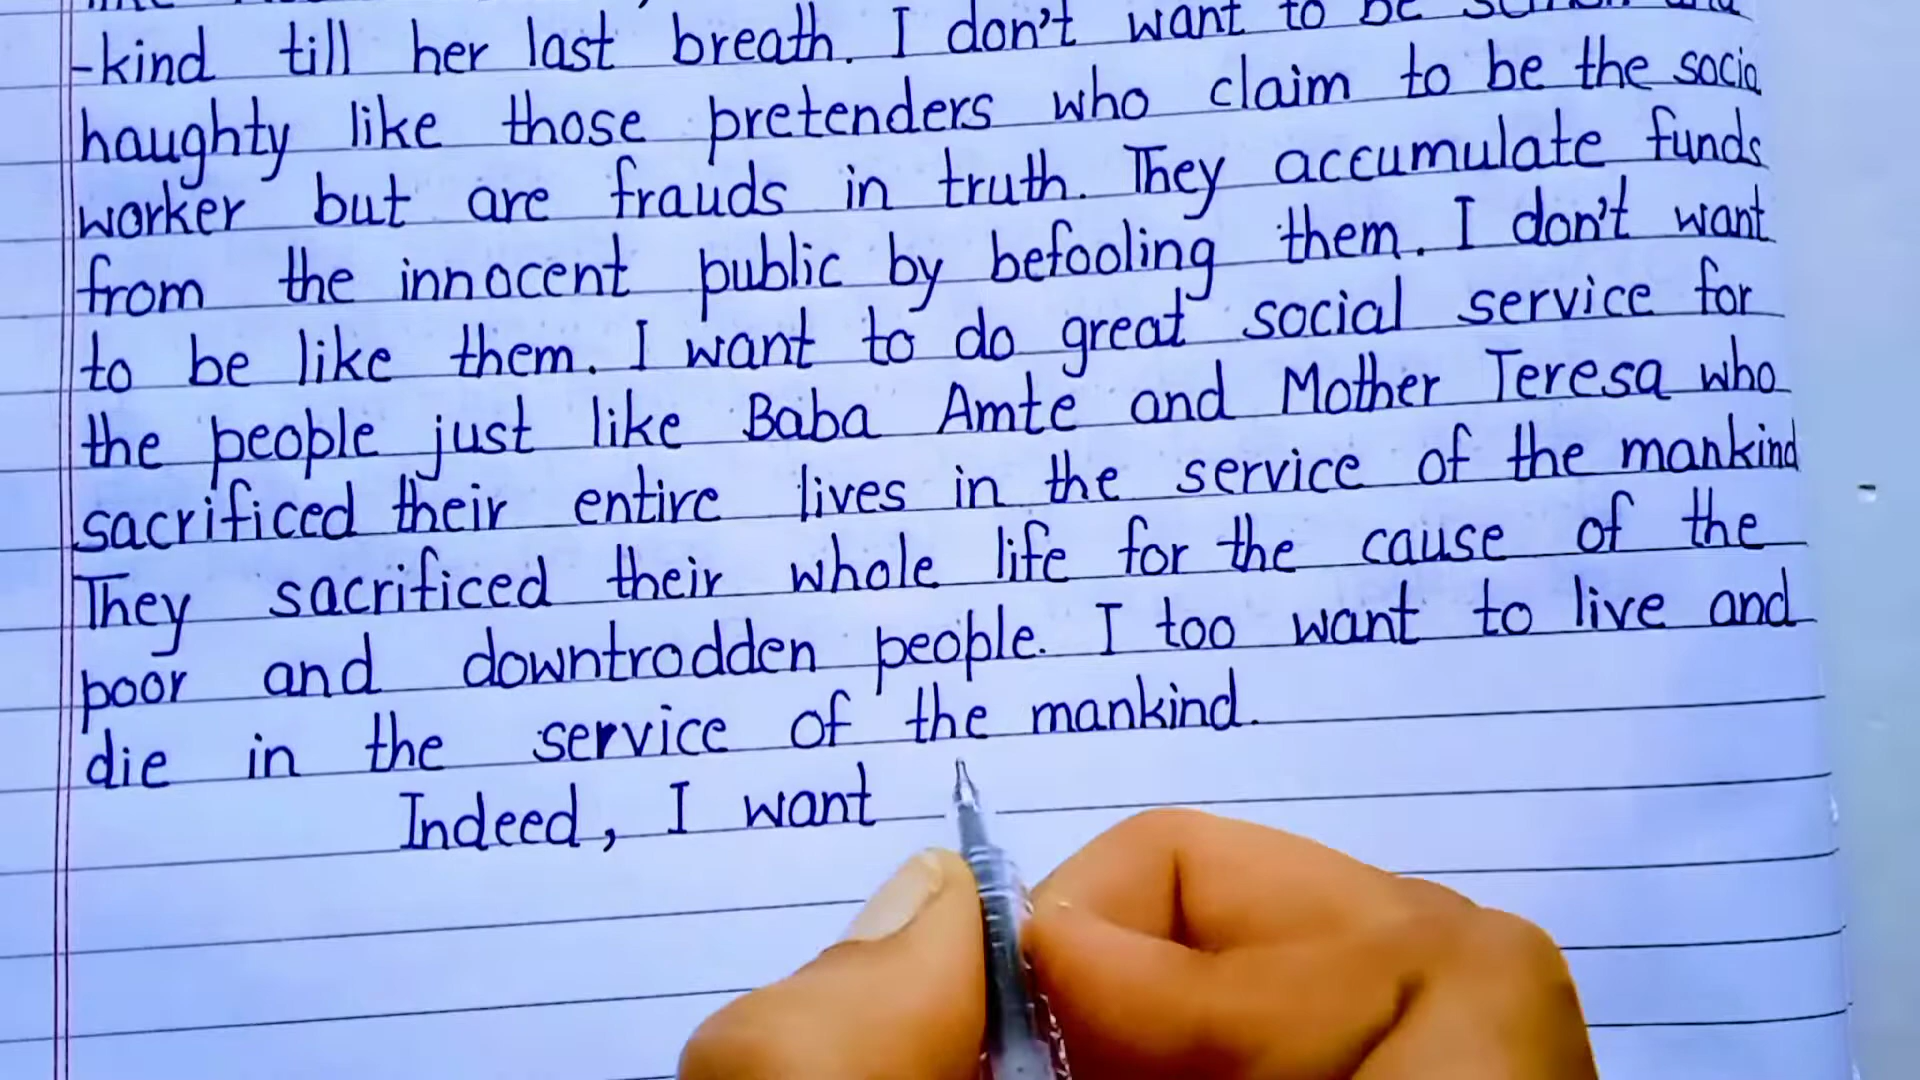 -kind till her last breath. I don't want to be
haughty like those pretenders who claim to be the socia
worker but are frauds in truth. They accumulate funds
from the innocent public by befooling them. I don't want
to be like them. I want to do great social service for
the people just like Baba Amte and Mother Teresa who
sacrificed their entire lives in the service of the mankind
They sacrificed their whole life for the cause of the
poor and downtrodden people. I too want to live and
die in the service of the mankind.
Indeed, I want